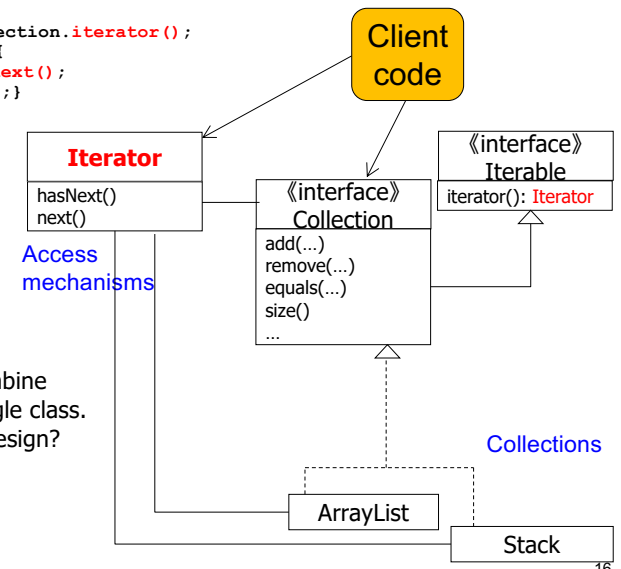 ection.iterator();
ext();
;}
Client
code
Iterator
hasNext()
next()
《interface》
Collection
add(…)
remove(…)
equals(…)
size()
…
《interface》
Iterable
iterator(): Iterator
Access
mechanisms
bine
gle class.
esign?
Collections
ArrayList
Stack
16